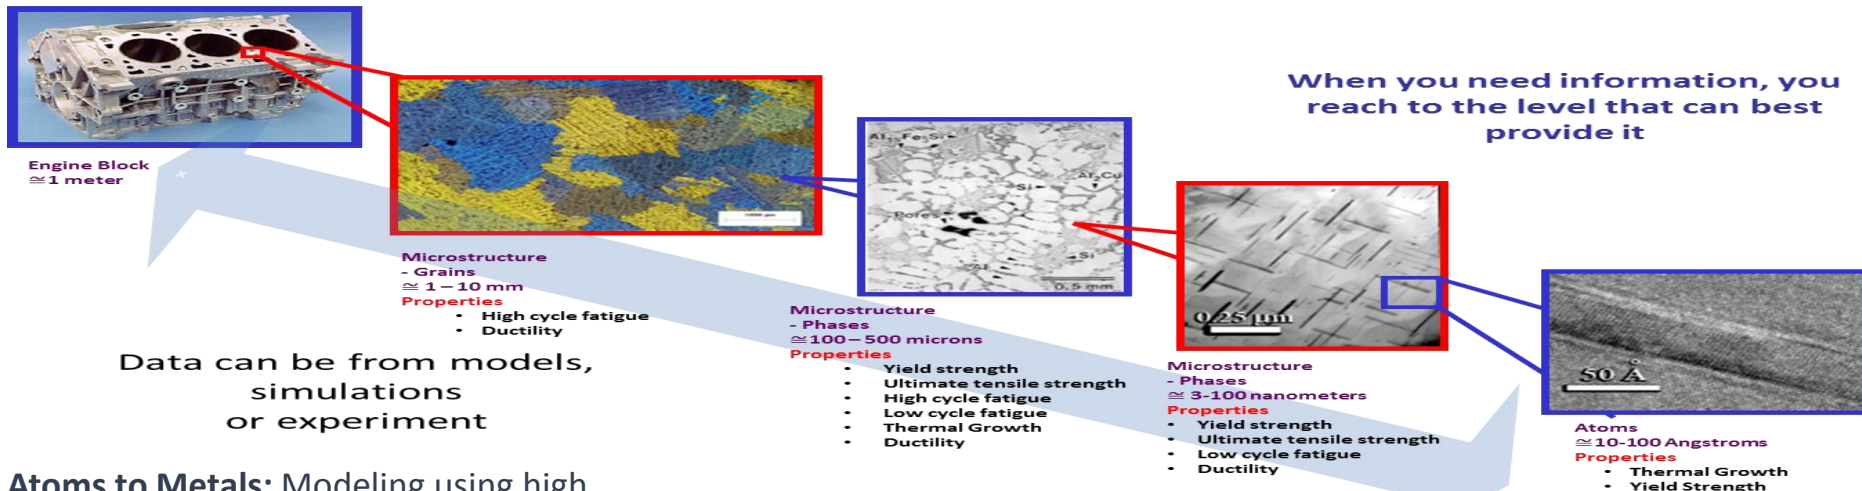 When you need information, you
reach to the level that can best
provide it
Engine Block
≅1 meter
Microstructure
- Grains
≅ 1 – 10 mm
Properties
• High cycle fatigue
• Ductility
Al15FeSi
Al2Cu
Si
Pores
Si
Al
0.5 mm
Microstructure
- Phases
≅100 – 500 microns
Properties
• Yield strength
• Ultimate tensile strength
• High cycle fatigue
• Low cycle fatigue
• Thermal Growth
• Ductility
0.25 μm
Microstructure
- Phases
≅ 3-100 nanometers
Properties
• Yield strength
• Ultimate tensile strength
• Low cycle fatigue
• Ductility
50 Å
Atoms
≅10-100 Angstroms
Properties
• Thermal Growth
• Yield Strength
Data can be from models,
simulations
or experiment
Atoms to Metals: Modeling using high